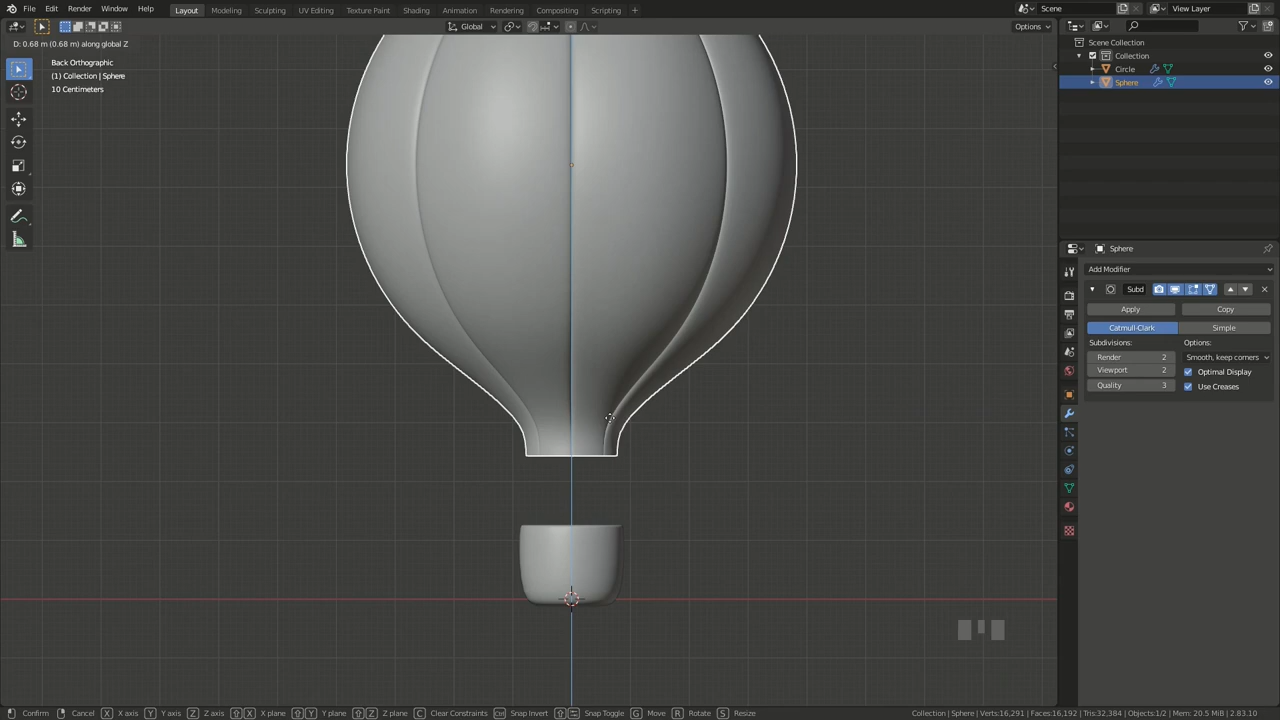 File Edit Render Window Help Layout Modeling Sculpting UV Editing Texture Paint Shading Animation Rendering Compositing Scripting + Scene View Layer
Global Options
D: 0.68 m (0.68 m) along global Z
Back Orthographic
(1) Collection | Sphere
10 Centimeters
Scene Collection
Collection
Circle
Sphere
Sphere
Add Modifier
Subd
Apply Copy
Catmull-Clark Simple
Subdivisions: Options:
Render 2 Smooth, keep corners
Viewport 2 Optimal Display
Quality 3 Use Creases
Confirm Cancel X X axis Y Y axis Z Z axis X X plane Y Y plane Z Z plane C Clear Constraints Ctrl Snap Invert Snap Toggle G Move R Rotate S Resize Collection | Sphere | Verts:16,291 | Faces:16,192 | Tris:32,384 | Objects:1/2 | Mem: 20.5 MiB | 2.83.10